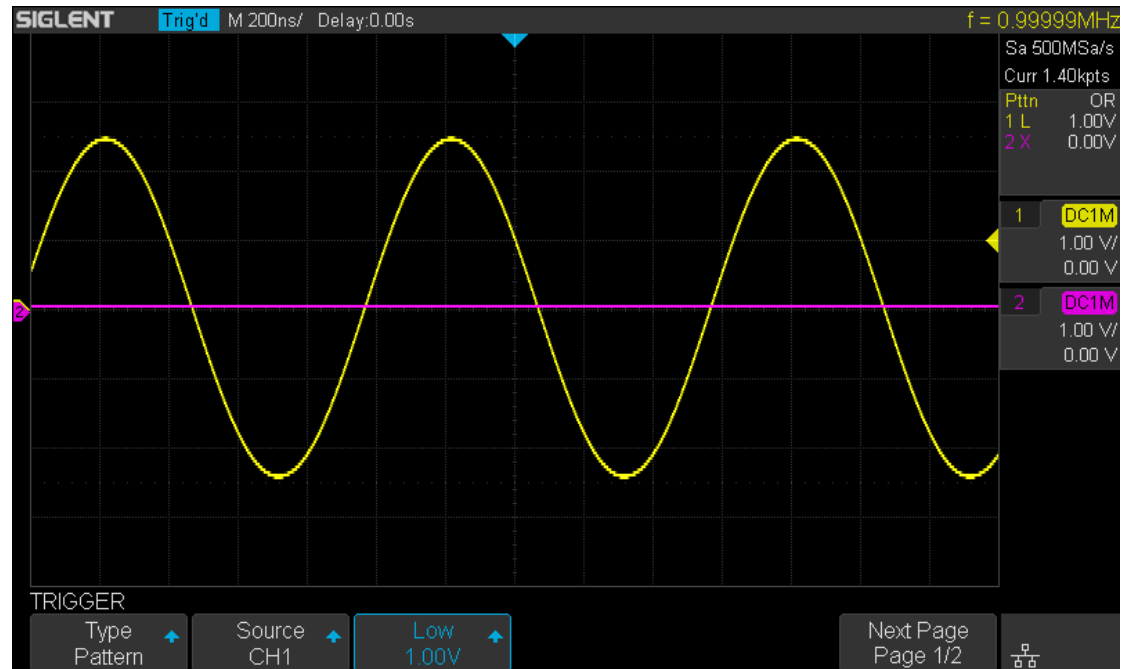 SIGLENT Trig'd M 200ns/ Delay:0.00s f = 0.99999MHz
Sa 500MSa/s
Curr 1.40kpts
Pttn OR
1 L 1.00V
2 X 0.00V
1 DC1M
1.00 V/
0.00 V
2 DC1M
1.00 V/
0.00 V
2
TRIGGER
Type Source Low Next Page
Pattern CH1 1.00V Page 1/2